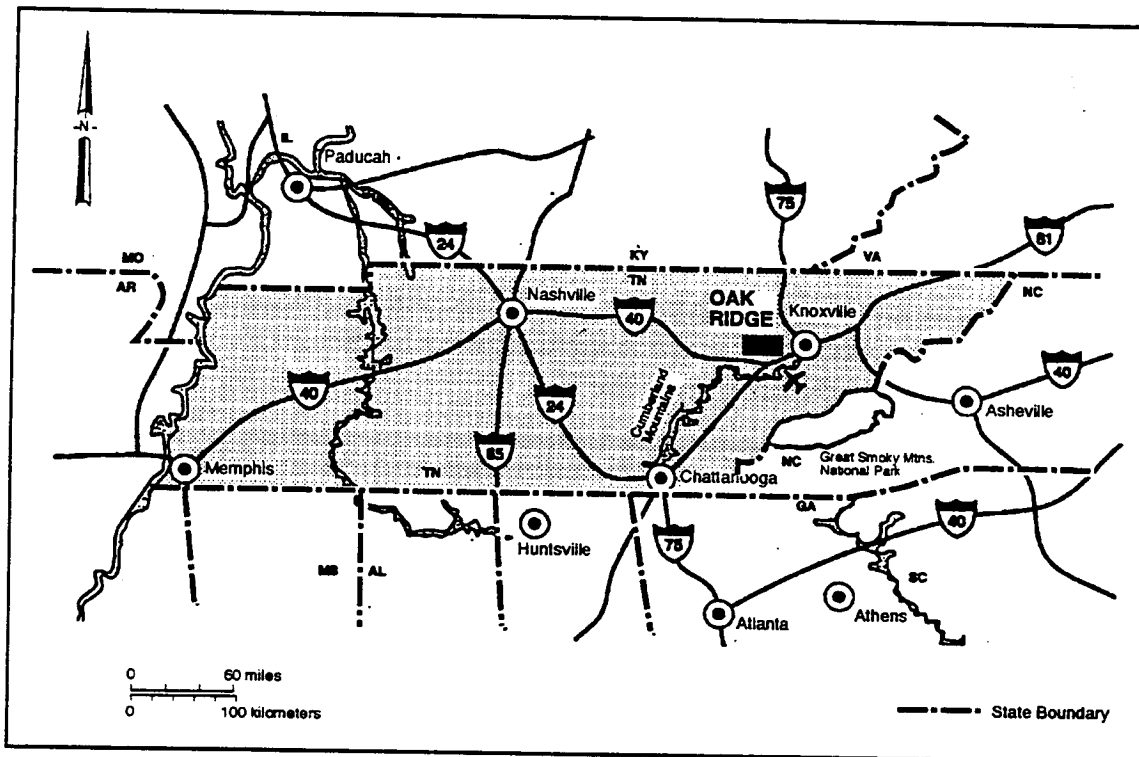 -N-
IL
Paducah
75
81
24
MO
KY
VA
AR
TN
NC
Nashville
OAK
RIDGE
Knoxville
40
40
40
24
Cumberland
Mountains
Asheville
65
Memphis
TN
Chattanooga
NC
Great Smoky Mtns.
National Park
GA
Huntsville
75
40
MS
AL
SC
Atlanta
Athens
0 60 miles
0 100 kilometers
State Boundary